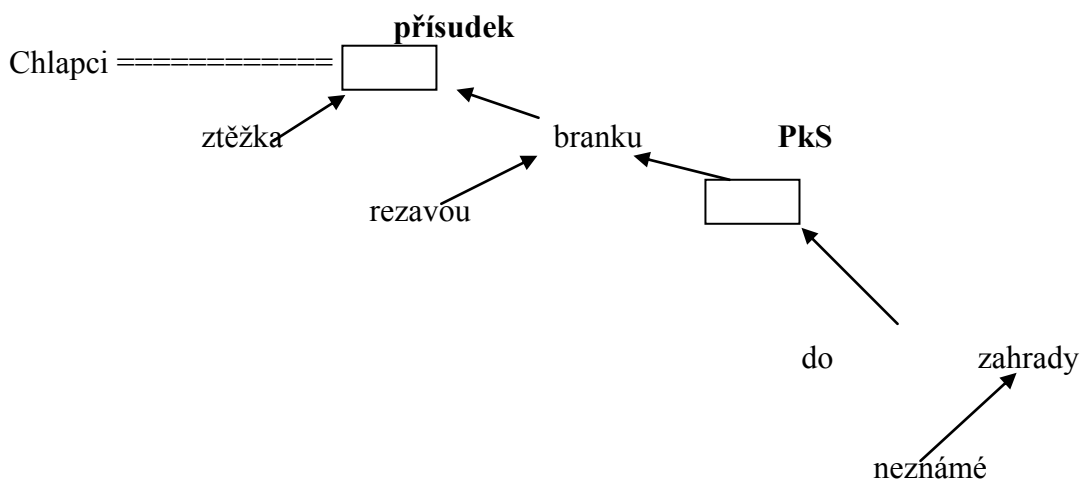 přísudek
Chlapci ============
ztěžka
branku PkS
rezavou
do zahrady
neznámé